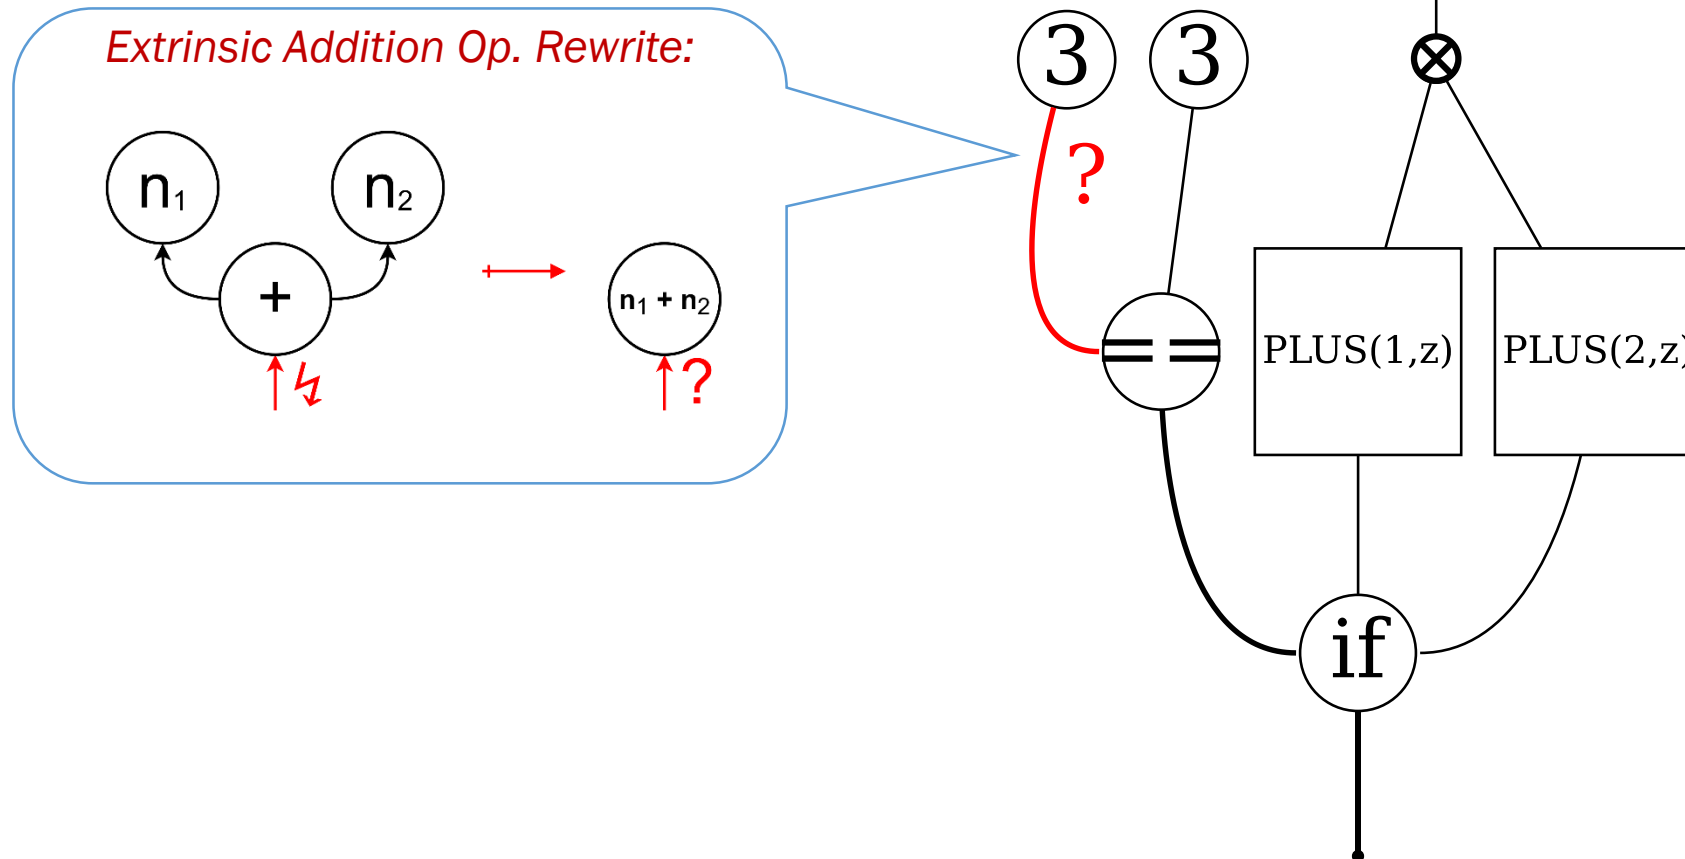 Extrinsic Addition Op. Rewrite:
n₁ n₂
+
n₁ + n₂
↯ ?
3 3
?
==
PLUS(1,z) PLUS(2,z)
if